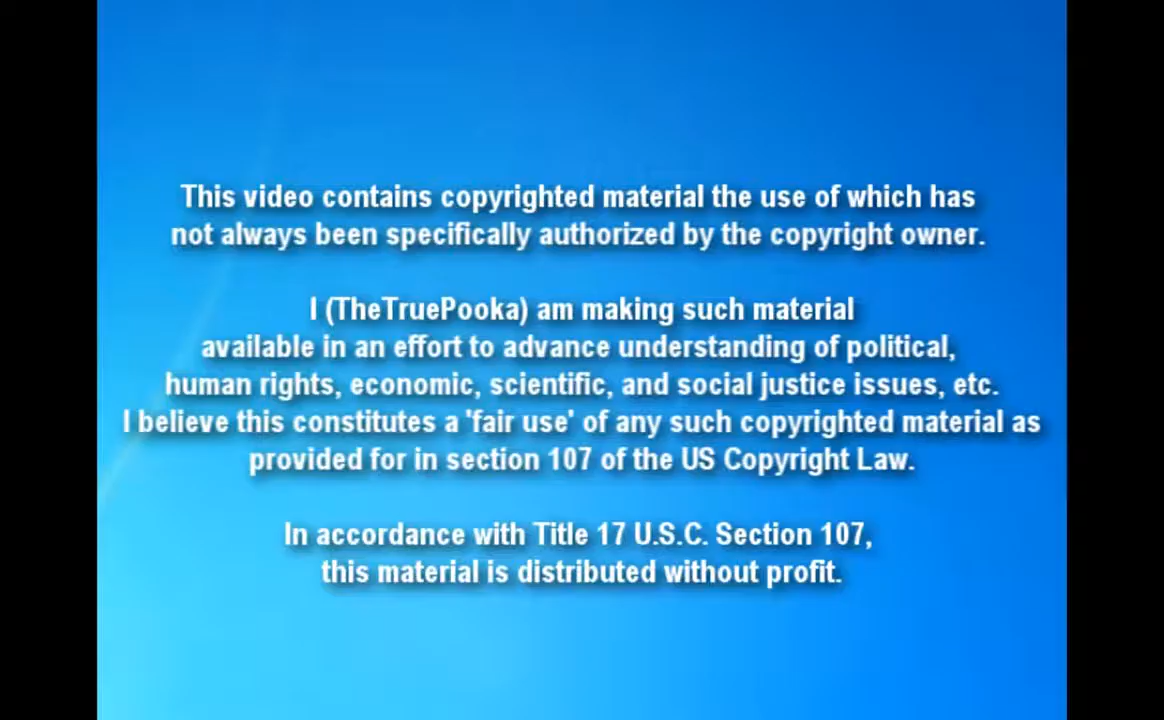 This video contains copyrighted material the use of which has
not always been specifically authorized by the copyright owner.
I (TheTruePooka) am making such material
available in an effort to advance understanding of political,
human rights, economic, scientific, and social justice issues, etc.
I believe this constitutes a 'fair use' of any such copyrighted material as
provided for in section 107 of the US Copyright Law.
In accordance with Title 17 U.S.C. Section 107,
this material is distributed without profit.